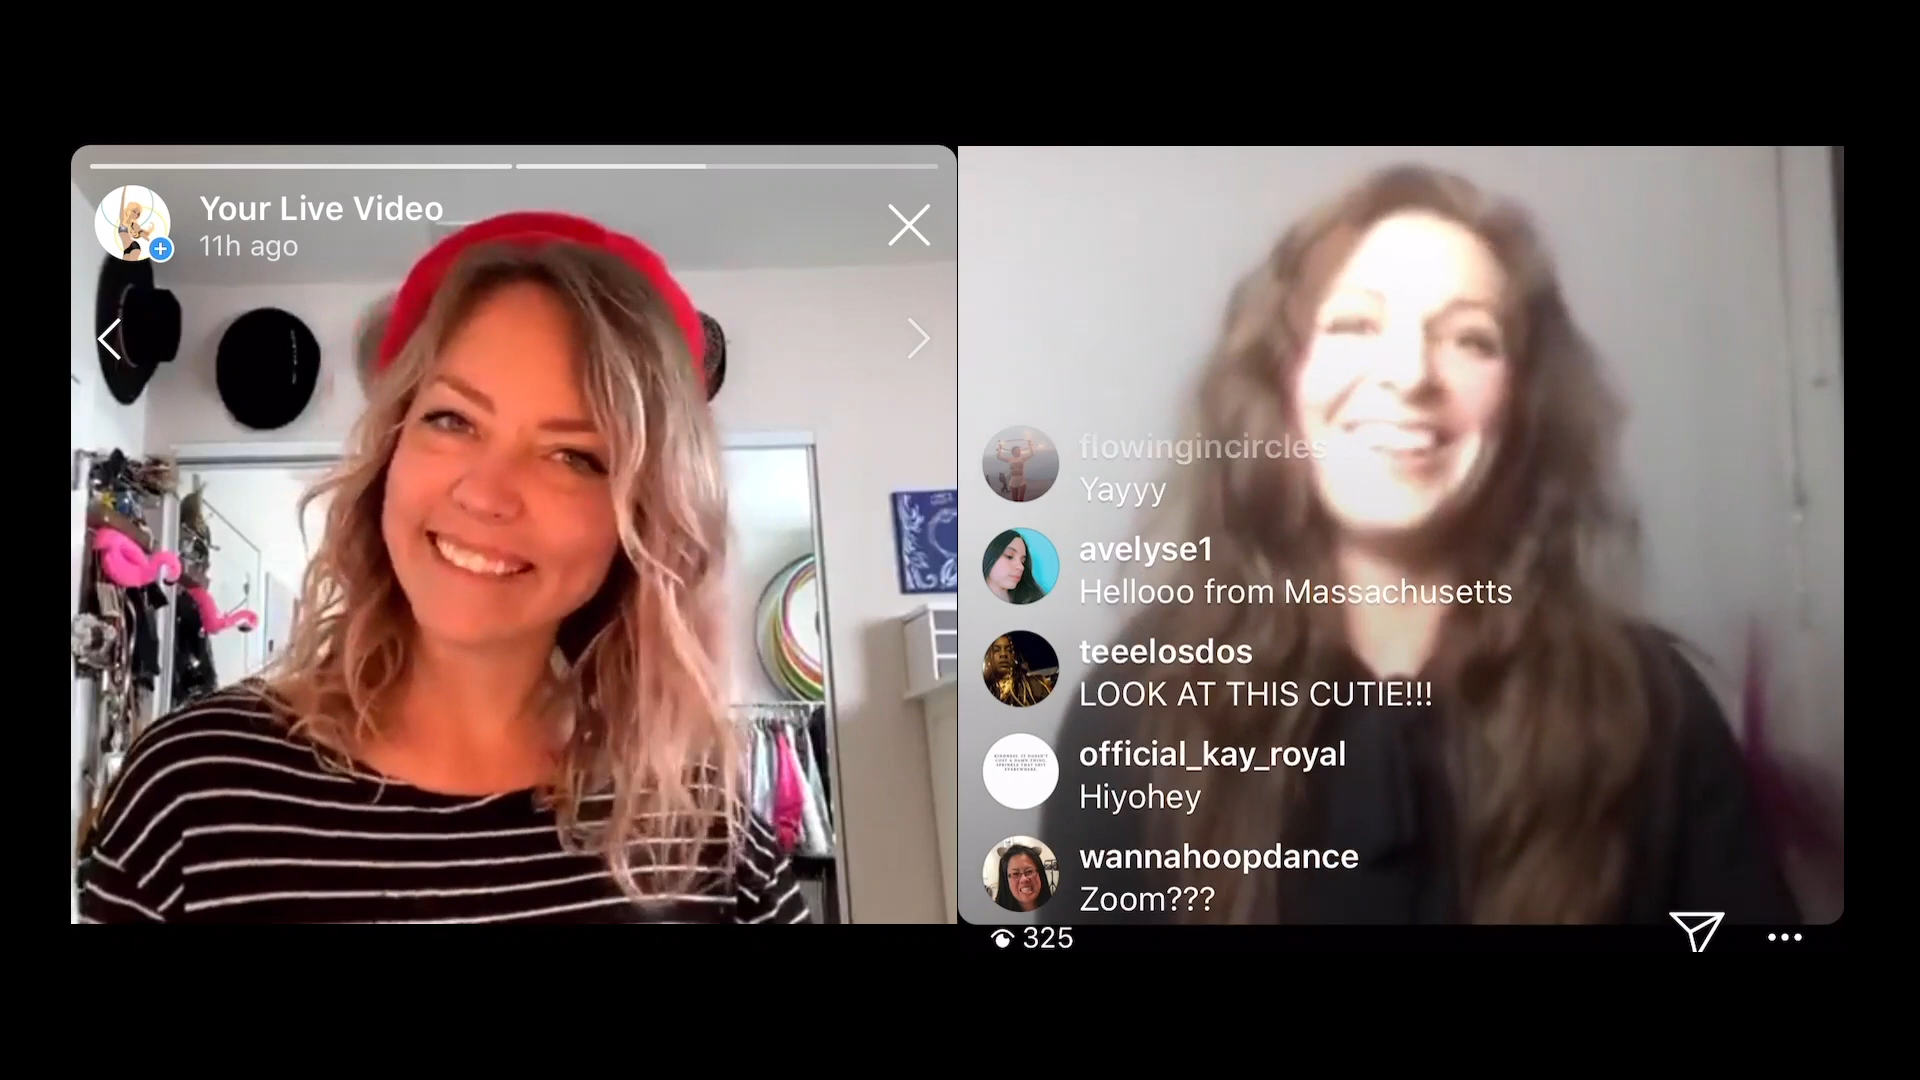 Your Live Video
11h ago
flowingincircles
Yayyy
avelyse1
Hellooo from Massachusetts
teeelosdos
LOOK AT THIS CUTIE!!!
official_kay_royal
Hiyohey
wannahoopdance
Zoom???
325